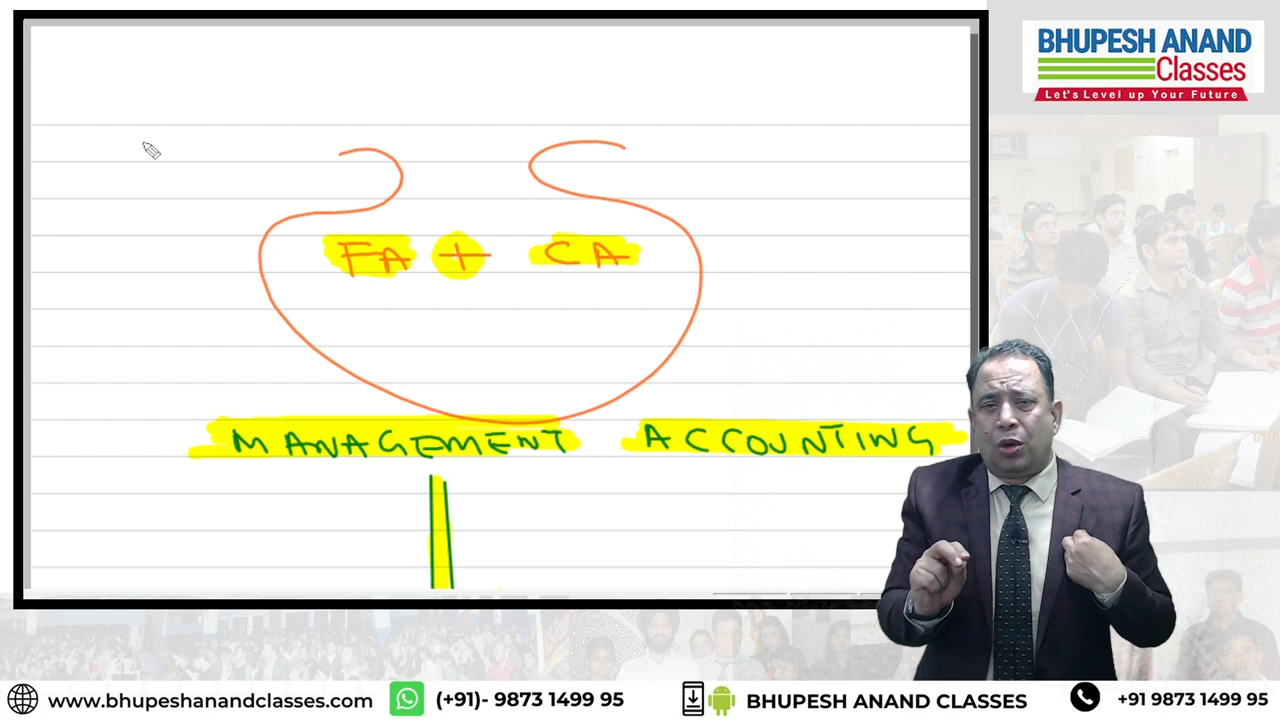 BHUPESH ANAND
Classes
Let's Level up Your Future
FA + CA
MANAGEMENT ACCOUNTING
www.bhupeshanandclasses.com
(+91)- 9873 1499 95
BHUPESH ANAND CLASSES
+91 9873 1499 95